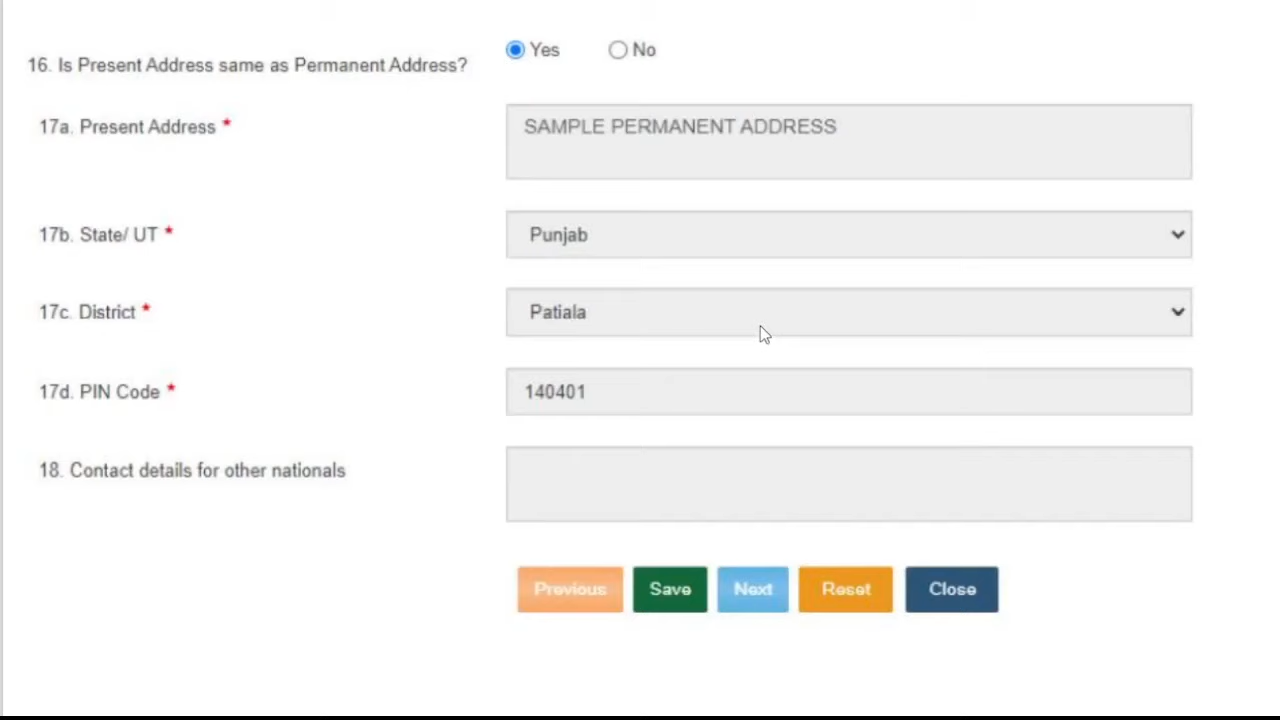 Yes No
16. Is Present Address same as Permanent Address?
17a. Present Address * SAMPLE PERMANENT ADDRESS
17b. State/ UT * Punjab
17c. District * Patiala
17d. PIN Code * 140401
18. Contact details for other nationals
Previous Save Next Reset Close